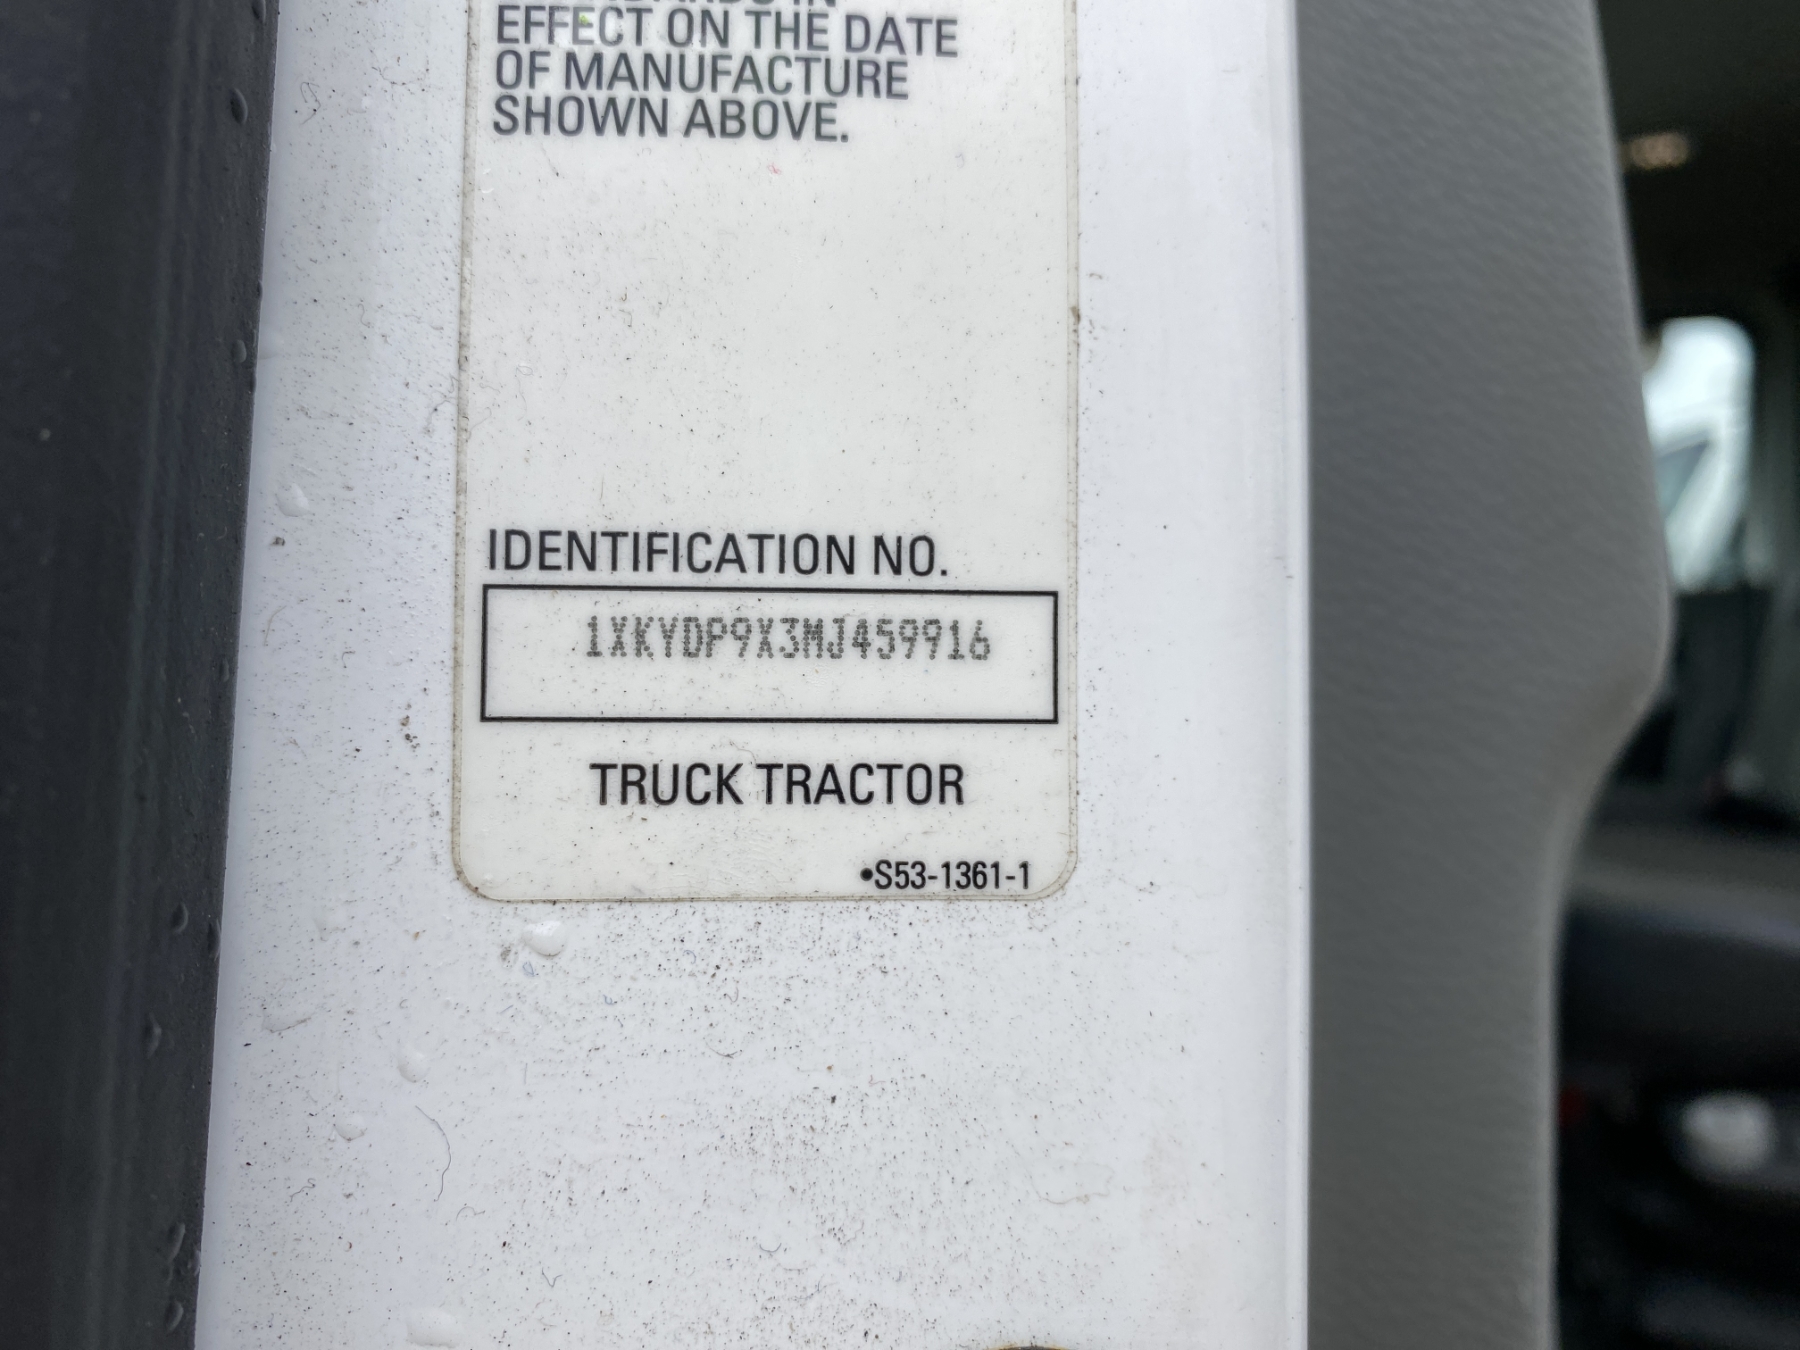 EFFECT ON THE DATE
OF MANUFACTURE
SHOWN ABOVE.
IDENTIFICATION NO.
1XKYDP9X3MJ459916
TRUCK TRACTOR
•S53-1361-1